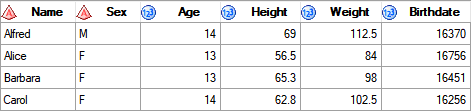 Name Sex Age Height Weight Birthdate
Alfred M 14 69 112.5 16370
Alice F 13 56.5 84 16756
Barbara F 13 65.3 98 16451
Carol F 14 62.8 102.5 16256